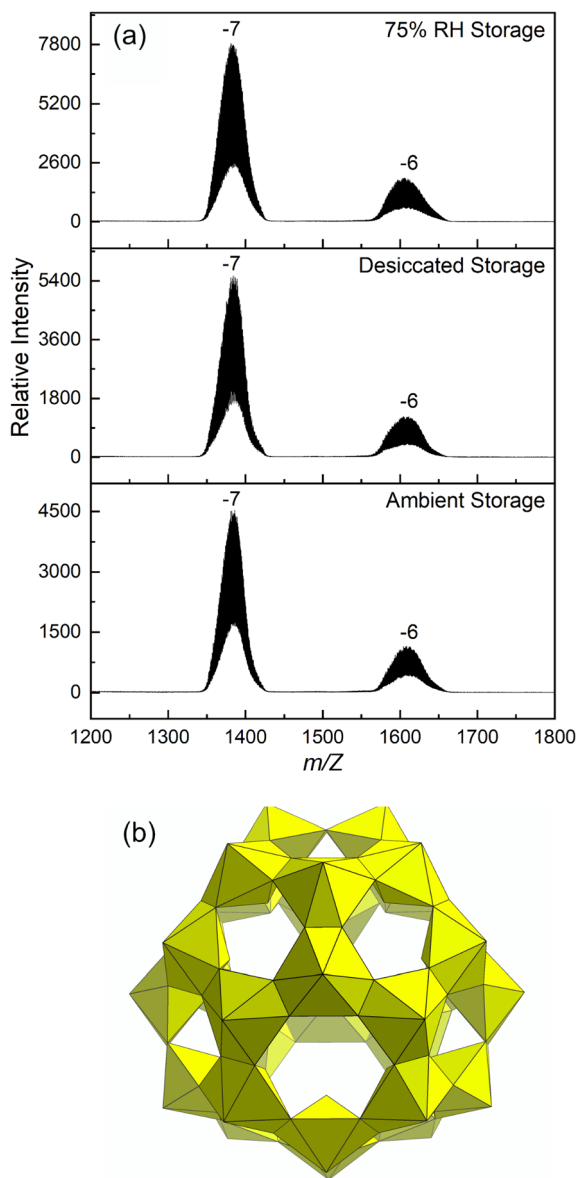 (a)
75% RH Storage
-7
-6
7800
5200
2600
0
Desiccated Storage
-7
-6
5400
3600
1800
0
Relative Intensity
Ambient Storage
-7
-6
4500
3000
1500
0
1200 1300 1400 1500 1600 1700 1800
m/Z
(b)